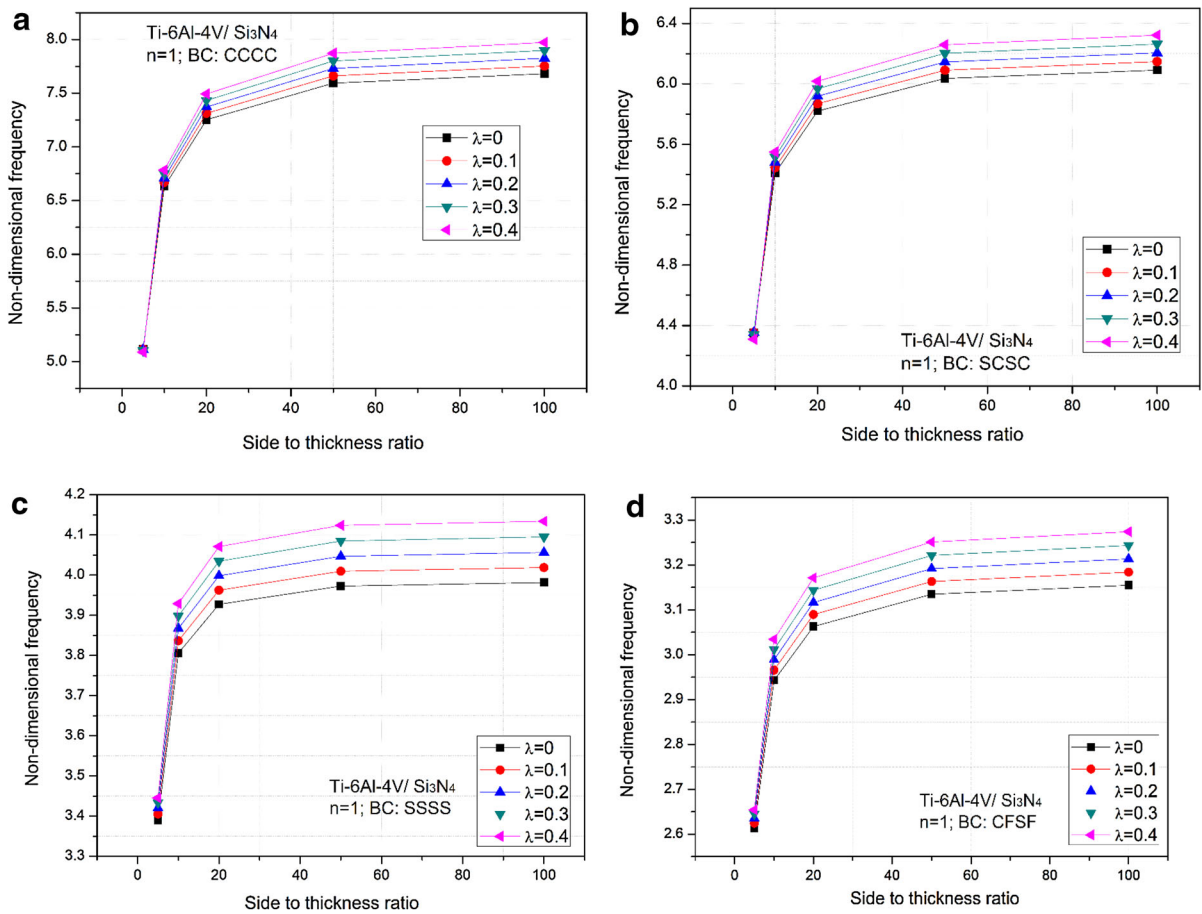 a
Ti-6Al-4V/ Si₃N₄
n=1; BC: CCCC
8.0
7.5
7.0
6.5
6.0
5.5
5.0
Non-dimensional frequency
λ=0
λ=0.1
λ=0.2
λ=0.3
λ=0.4
0 20 40 60 80 100
Side to thickness ratio
b
6.4
6.0
5.6
5.2
4.8
4.4
4.0
Non-dimensional frequency
λ=0
λ=0.1
λ=0.2
λ=0.3
λ=0.4
Ti-6Al-4V/ Si₃N₄
n=1; BC: SCSC
0 20 40 60 80 100
Side to thickness ratio
c
4.2
4.1
4.0
3.9
3.8
3.7
3.6
3.5
3.4
3.3
Non-dimensional frequency
λ=0
λ=0.1
λ=0.2
λ=0.3
λ=0.4
Ti-6Al-4V/ Si₃N₄
n=1; BC: SSSS
0 20 40 60 80 100
Side to thickness ratio
d
3.3
3.2
3.1
3.0
2.9
2.8
2.7
2.6
Non-dimensional frequency
λ=0
λ=0.1
λ=0.2
λ=0.3
λ=0.4
Ti-6Al-4V/ Si₃N₄
n=1; BC: CFSF
0 20 40 60 80 100
Side to thickness ratio